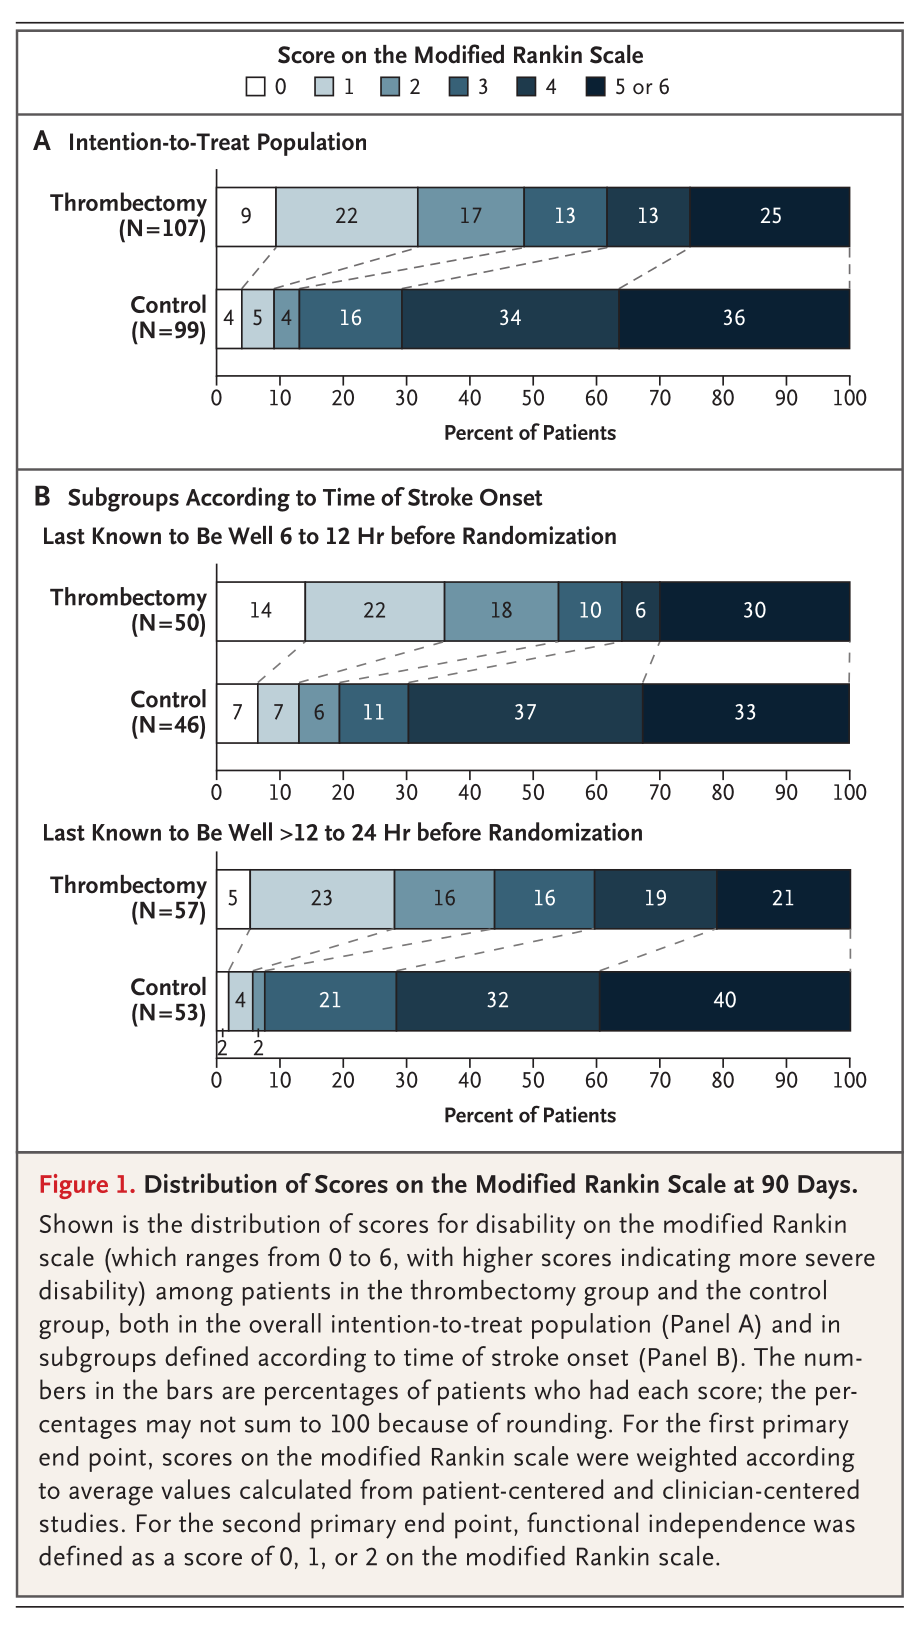 Score on the Modified Rankin Scale
0 1 2 3 4 5 or 6
A Intention-to-Treat Population
Thrombectomy
(N=107)
9 22 17 13 13 25
Control
(N=99)
4 5 4 16 34 36
0 10 20 30 40 50 60 70 80 90 100
Percent of Patients
B Subgroups According to Time of Stroke Onset
Last Known to Be Well 6 to 12 Hr before Randomization
Thrombectomy
(N=50)
14 22 18 10 6 30
Control
(N=46)
7 7 6 11 37 33
0 10 20 30 40 50 60 70 80 90 100
Last Known to Be Well >12 to 24 Hr before Randomization
Thrombectomy
(N=57)
5 23 16 16 19 21
Control
(N=53)
4 21 32 40
2 2
0 10 20 30 40 50 60 70 80 90 100
Percent of Patients
Figure 1. Distribution of Scores on the Modified Rankin Scale at 90 Days.
Shown is the distribution of scores for disability on the modified Rankin
scale (which ranges from 0 to 6, with higher scores indicating more severe
disability) among patients in the thrombectomy group and the control
group, both in the overall intention-to-treat population (Panel A) and in
subgroups defined according to time of stroke onset (Panel B). The num-
bers in the bars are percentages of patients who had each score; the per-
centages may not sum to 100 because of rounding. For the first primary
end point, scores on the modified Rankin scale were weighted according
to average values calculated from patient-centered and clinician-centered
studies. For the second primary end point, functional independence was
defined as a score of 0, 1, or 2 on the modified Rankin scale.